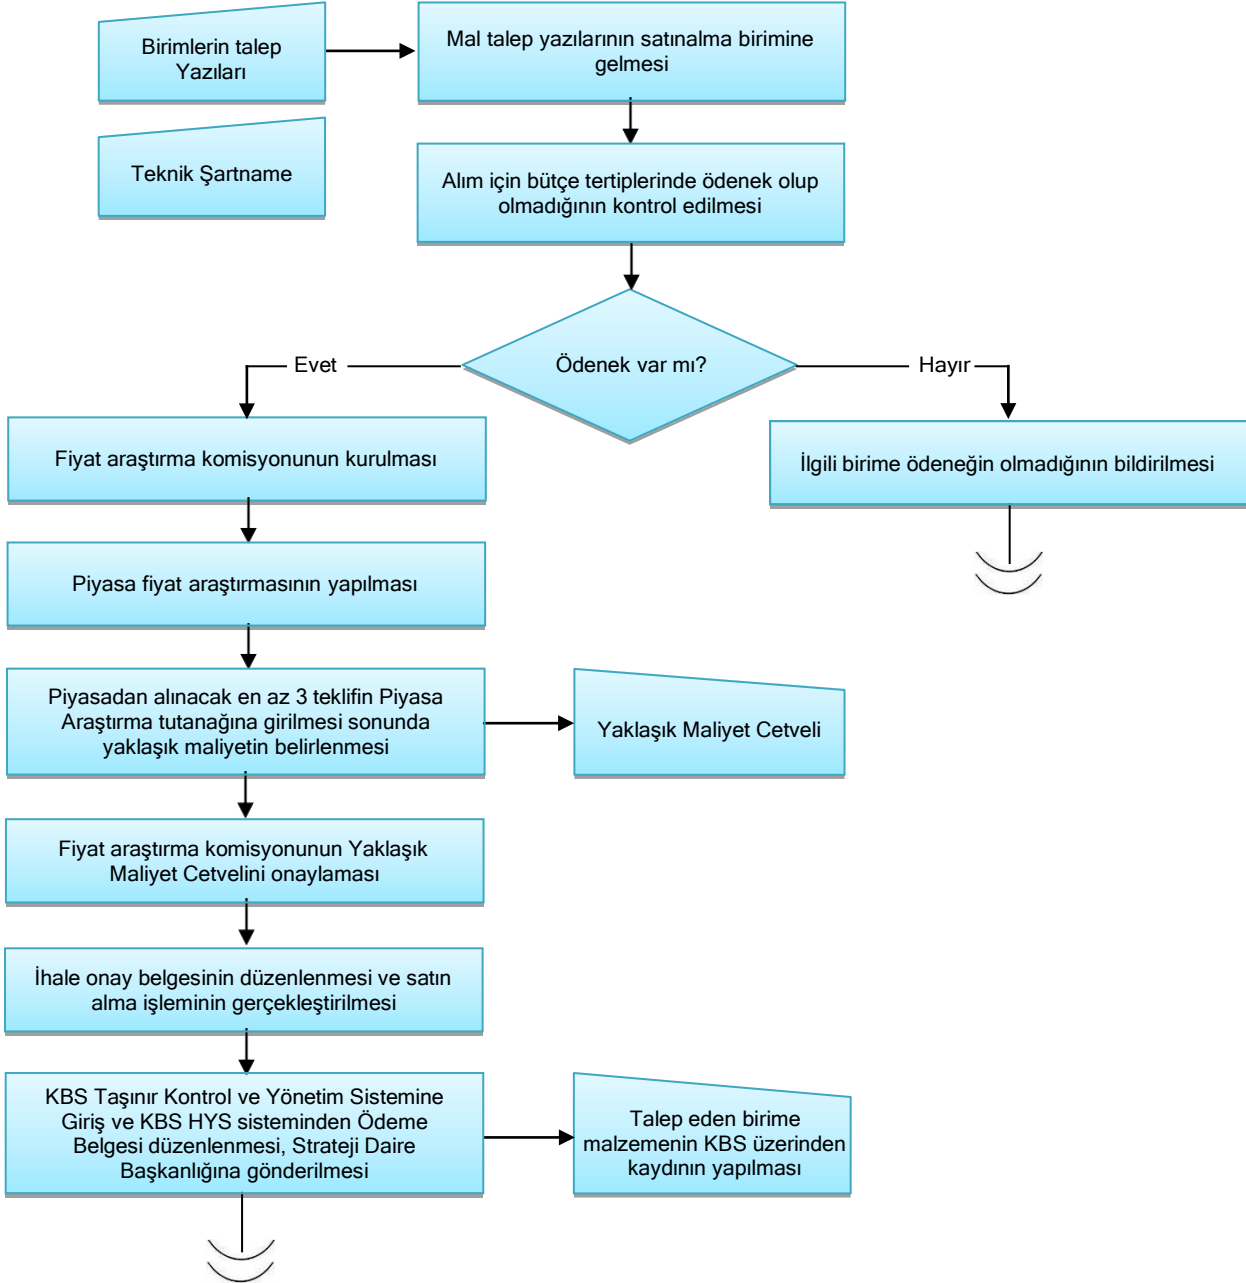 Birimlerin talep
Yazıları
Mal talep yazılarının satınalma birimine
gelmesi
Teknik Şartname
Alım için bütçe tertiplerinde ödenek olup
olmadığının kontrol edilmesi
Ödenek var mı?
Evet
Hayır
Fiyat araştırma komisyonunun kurulması
İlgili birime ödeneğin olmadığının bildirilmesi
Piyasa fiyat araştırmasının yapılması
Piyasadan alınacak en az 3 teklifin Piyasa
Araştırma tutanağına girilmesi sonunda
yaklaşık maliyetin belirlenmesi
Yaklaşık Maliyet Cetveli
Fiyat araştırma komisyonunun Yaklaşık
Maliyet Cetvelini onaylaması
İhale onay belgesinin düzenlenmesi ve satın
alma işleminin gerçekleştirilmesi
KBS Taşınır Kontrol ve Yönetim Sistemine
Giriş ve KBS HYS sisteminden Ödeme
Belgesi düzenlenmesi, Strateji Daire
Başkanlığına gönderilmesi
Talep eden birime
malzemenin KBS üzerinden
kaydının yapılması